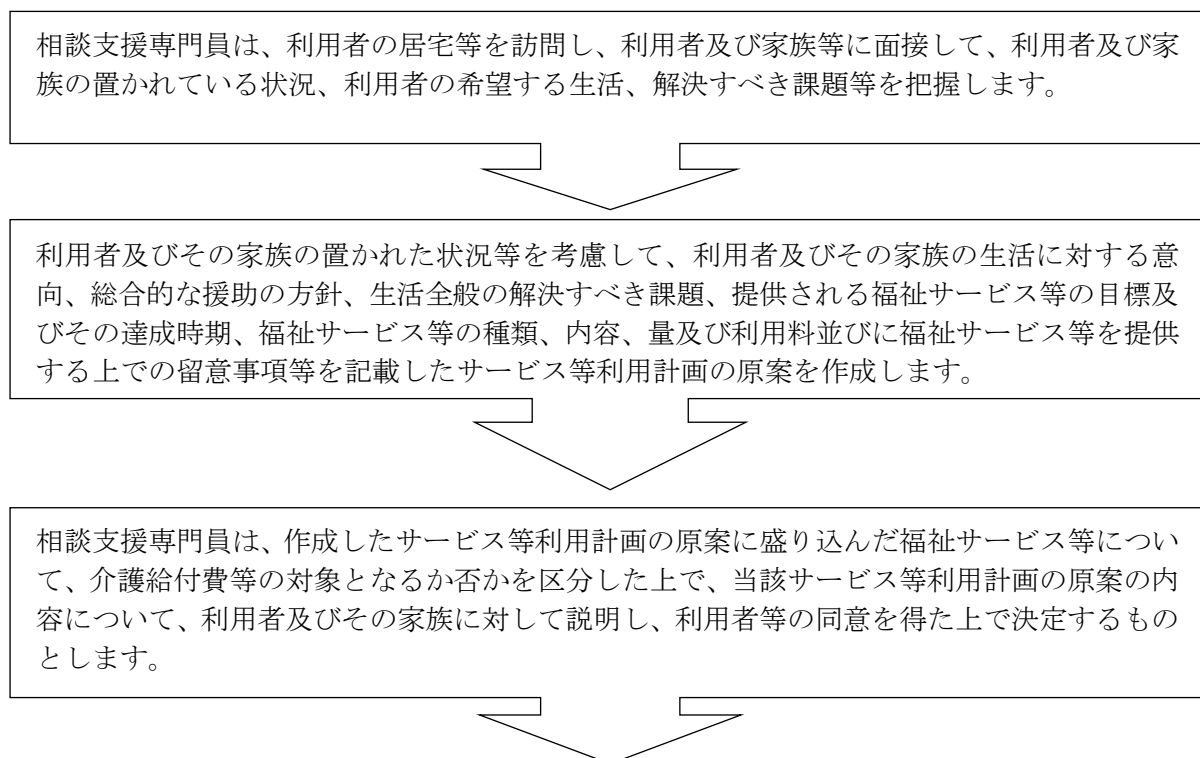 相談支援専門員は、利用者の居宅等を訪問し、利用者及び家族等に面接して、利用者及び家
族の置かれている状況、利用者の希望する生活、解決すべき課題等を把握します。
利用者及びその家族の置かれた状況等を考慮して、利用者及びその家族の生活に対する意
向、総合的な援助の方針、生活全般の解決すべき課題、提供される福祉サービス等の目標及
びその達成時期、福祉サービス等の種類、内容、量及び利用料並びに福祉サービス等を提供
する上での留意事項等を記載したサービス等利用計画の原案を作成します。
相談支援専門員は、作成したサービス等利用計画の原案に盛り込んだ福祉サービス等につい
て、介護給付費等の対象となるか否かを区分した上で、当該サービス等利用計画の原案の内
容について、利用者及びその家族に対して説明し、利用者等の同意を得た上で決定するもの
とします。